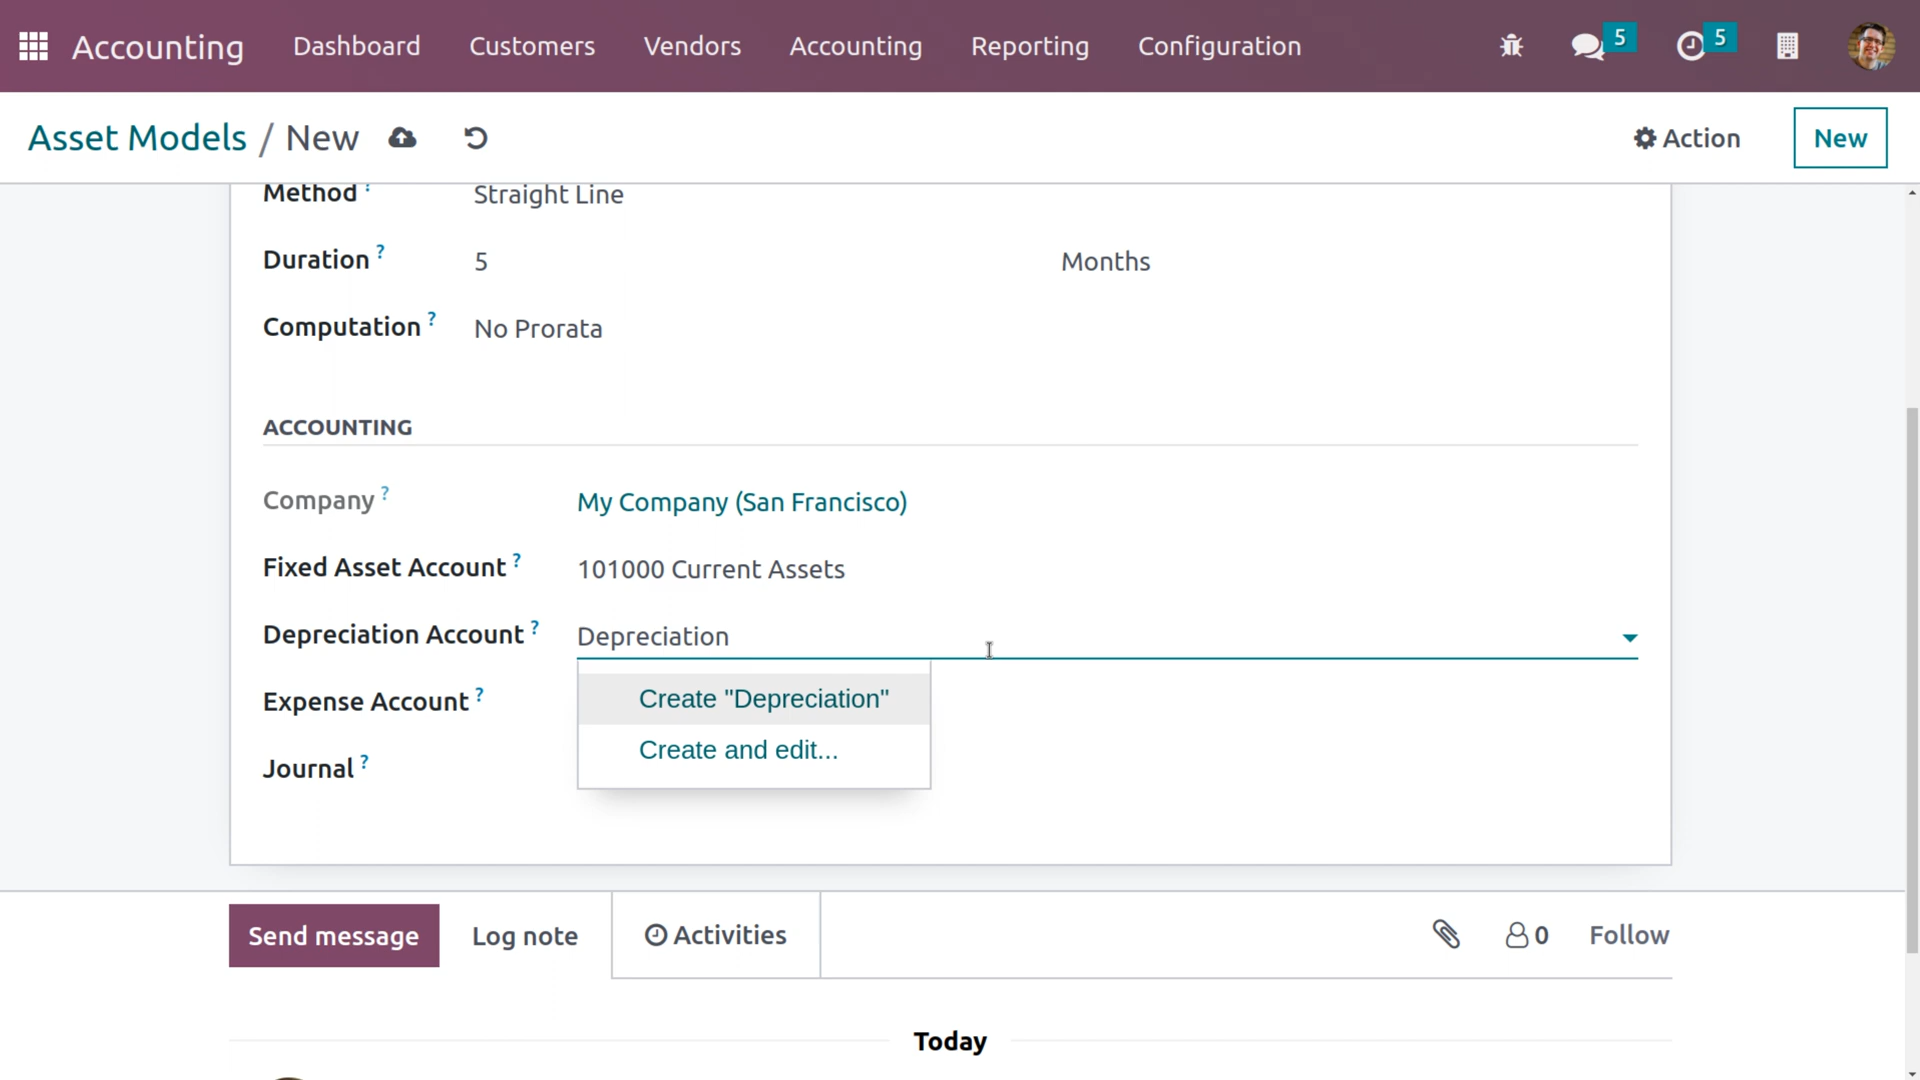 Accounting Dashboard Customers Vendors Accounting Reporting Configuration 5 5
Asset Models / New Action New
Method ? Straight Line
Duration ? 5 Months
Computation ? No Prorata
ACCOUNTING
Company ? My Company (San Francisco)
Fixed Asset Account ? 101000 Current Assets
Depreciation Account ? Depreciation
Create "Depreciation"
Expense Account ?
Create and edit...
Journal ?
Send message Log note Activities 0 Follow
Today